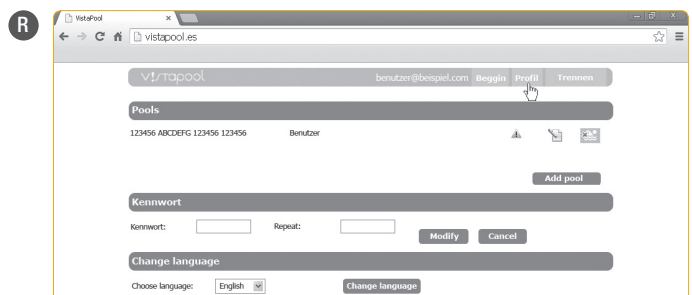 R
VistaPool
vistapool.es
v!stapool benutzer@beispiel.com Beggin Profil Trennen
Pools
123456 ABCDEFG 123456 123456 Benutzer
Add pool
Kennwort
Kennwort: Repeat: Modify Cancel
Change language
Choose language: English Change language